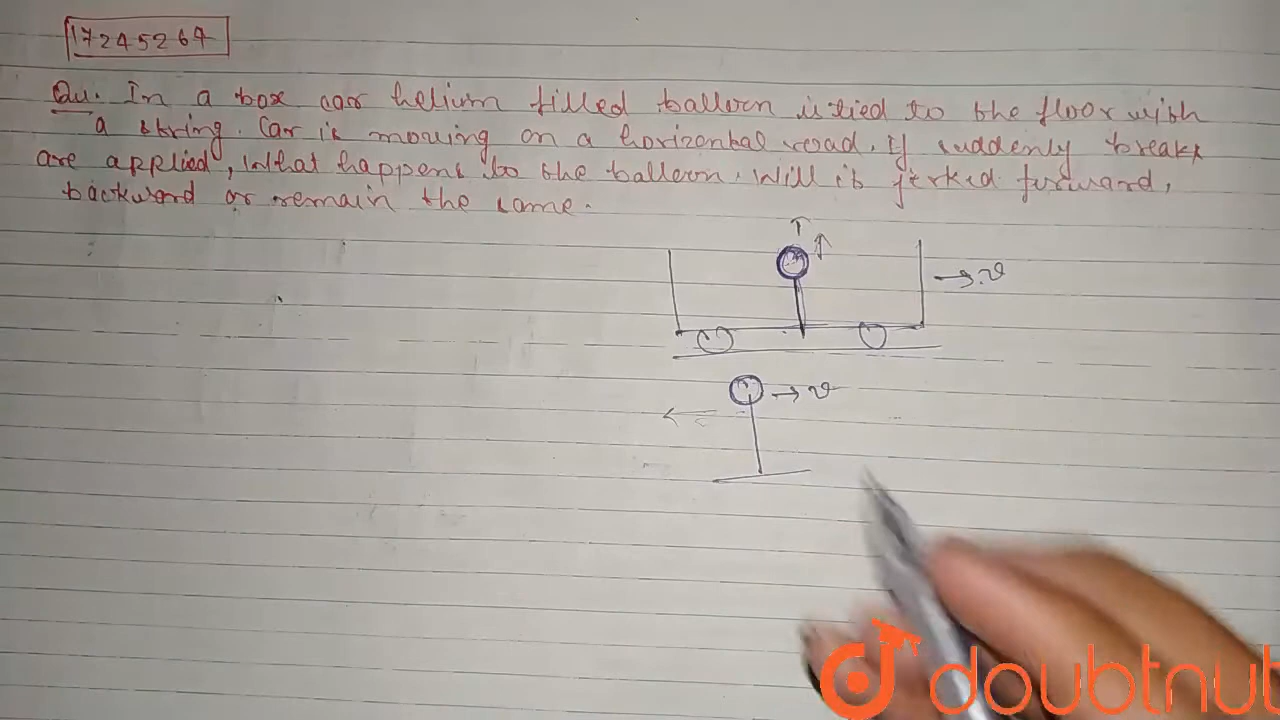 17245264
Qu. In a box car helium filled balloon is tied to the floor with
a string. Car is moving on a horizontal road. If suddenly breaks
are applied, What happens to the balloon. Will it jerked forward,
backward or remain the same.
→ v
→ v
doubtnut